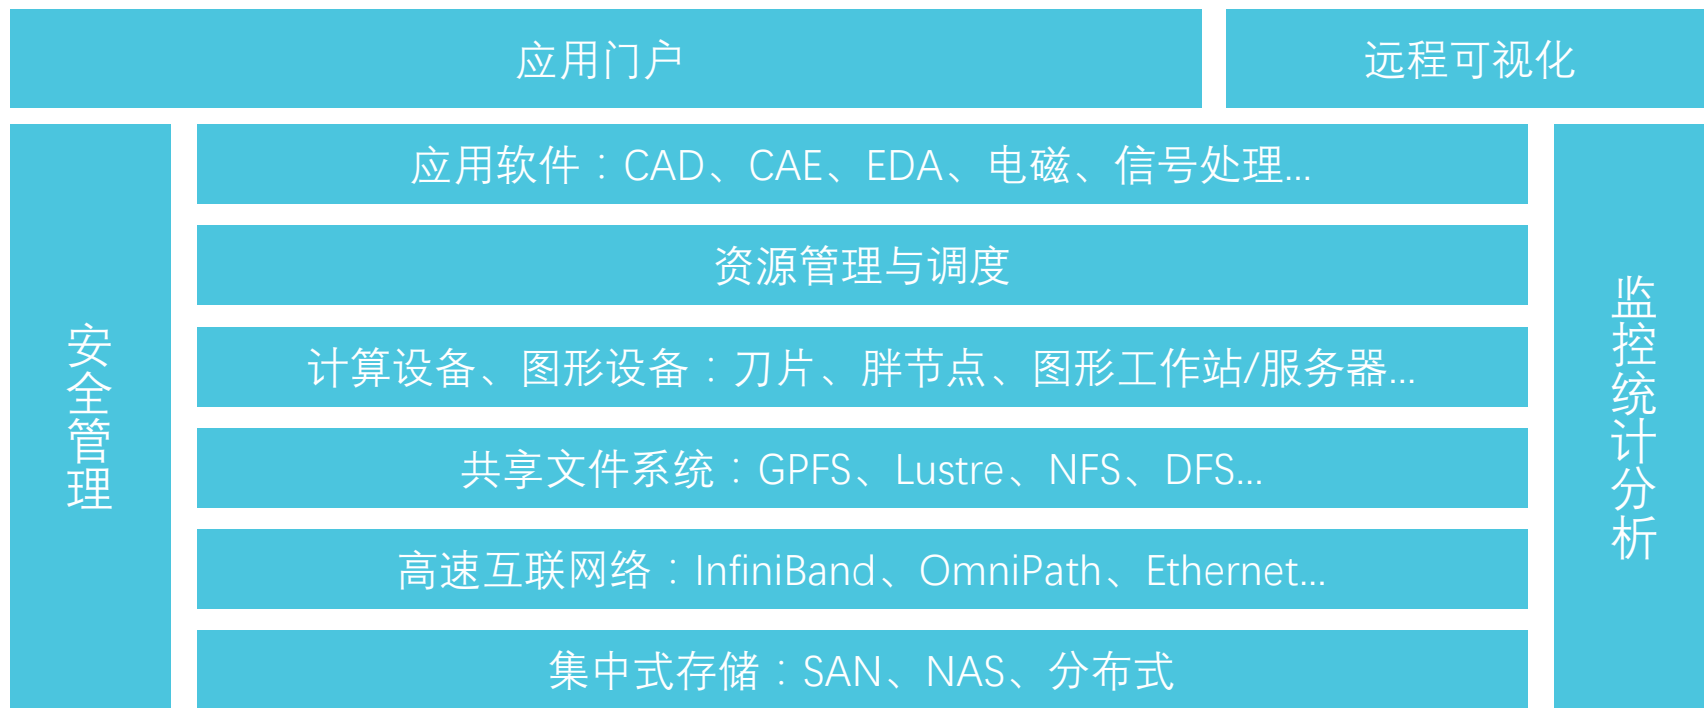 应用门户
远程可视化
安全管理
应用软件：CAD、CAE、EDA、电磁、信号处理...
资源管理与调度
计算设备、图形设备：刀片、胖节点、图形工作站/服务器...
共享文件系统：GPFS、Lustre、NFS、DFS...
高速互联网络：InfiniBand、OmniPath、Ethernet...
集中式存储：SAN、NAS、分布式
监控统计分析